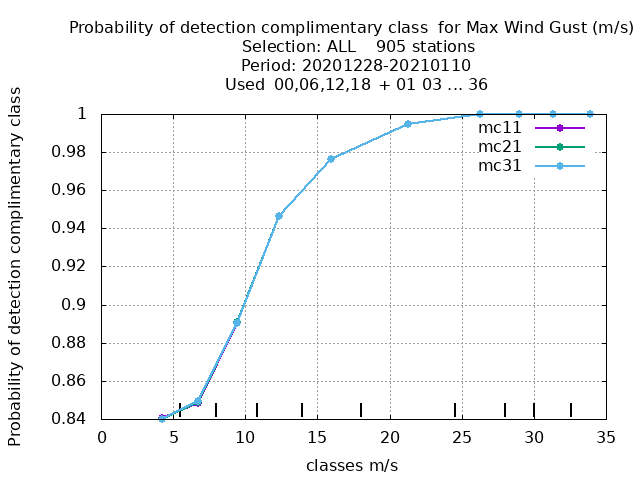 Probability of detection complimentary class  for Max Wind Gust (m/s)
Selection: ALL    905 stations
Period: 20201228-20210110
Used  00,06,12,18  + 01 03 ... 36
Probability of detection complimentary class
1
0.98
0.96
0.94
0.92
0.9
0.88
0.86
0.84
mc11
mc21
mc31
0 5 10 15 20 25 30 35
classes m/s